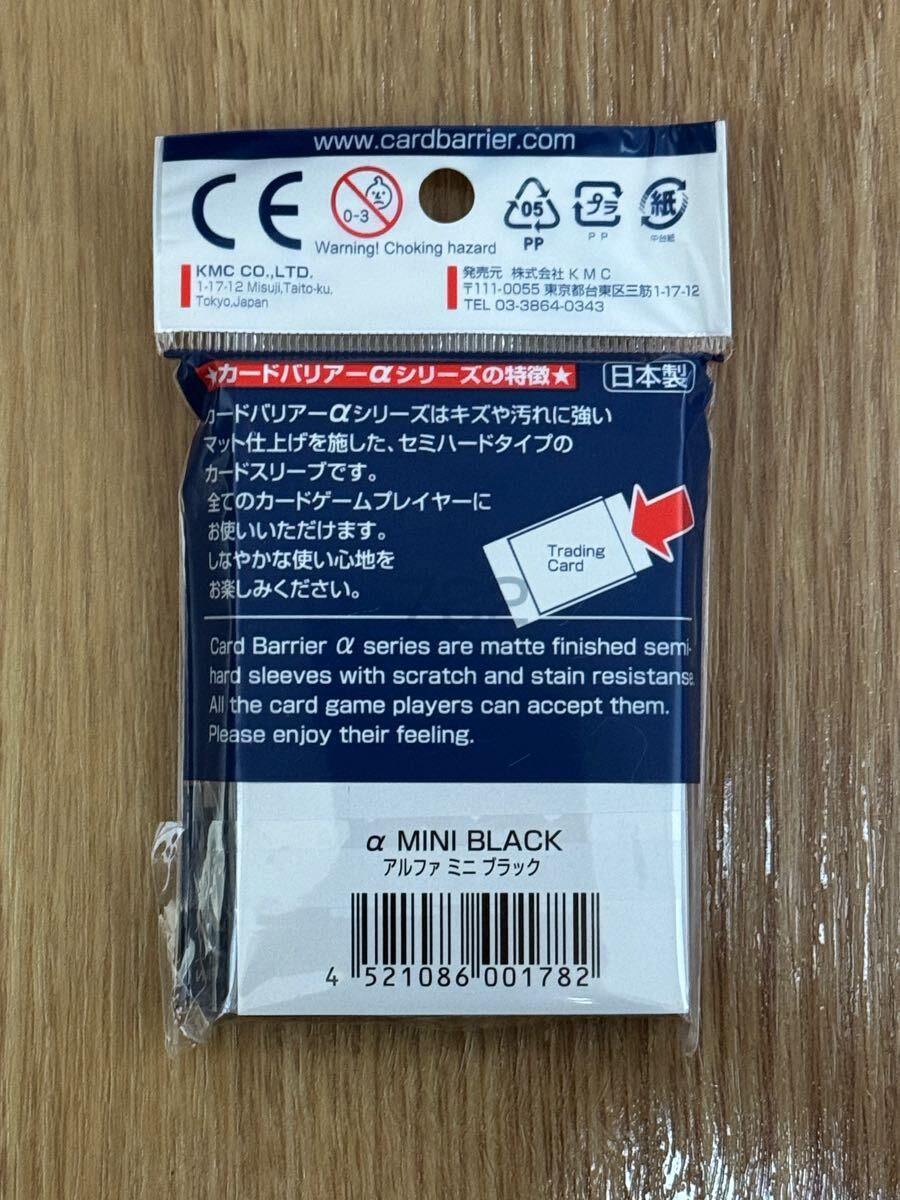 www.cardbarrier.com
CE
0-3
05
PP
プラ
PP
紙
中台紙
Warning! Choking hazard
KMC CO.,LTD.
1-17-12 Misuji,Taito-ku.
Tokyo,Japan
発売元 株式会社KMC
〒111-0055 東京都台東区三筋1-17-12
TEL 03-3864-0343
★カードバリアーαシリーズの特徴★
日本製
カードバリアーαシリーズはキズや汚れに強い
マット仕上げを施した、セミハードタイプの
カードスリーブです。
全てのカードゲームプレイヤーに
お使いいただけます。
しなやかな使い心地を
お楽しみください。
Trading
Card
782
Card Barrier α series are matte finished semi-
hard sleeves with scratch and stain resistanse.
All the card game players can accept them.
Please enjoy their feeling.
α MINI BLACK
アルファ ミニ ブラック
4 521086 001782